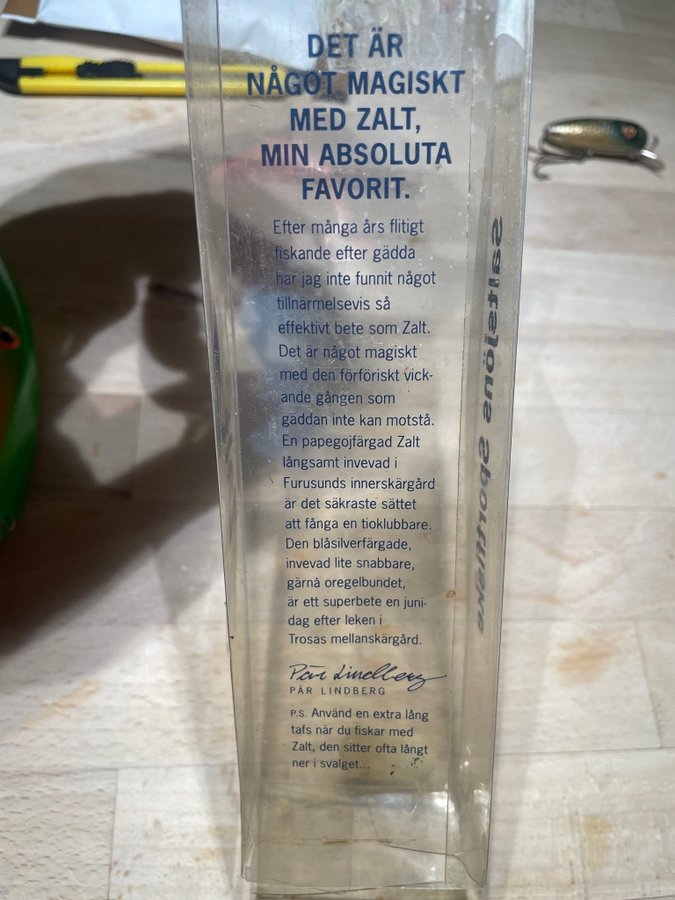 DET ÄR
NÅGOT MAGISKT
MED ZALT,
MIN ABSOLUTA
FAVORIT.
Efter många års flitigt
fiskande efter gädda
har jag inte funnit något
tillnärmelsevis så
effektivt bete som Zalt.
Det är något magiskt
med den förföriskt vick-
ande gången som
gäddan inte kan motstå.
En papegojfärgad Zalt
långsamt invevad i
Furusunds innerskärgård
är det säkraste sättet
att fånga en tioklubbare.
Den blåsilverfärgade,
invevad lite snabbare,
gärna oregelbundet,
är ett superbete en juni-
dag efter leken i
Trosas mellanskärgård.
Pär Lindberg
PÄR LINDBERG
P.S. Använd en extra lång
tafs när du fiskar med
Zalt, den sitter ofta långt
ner i svalget...